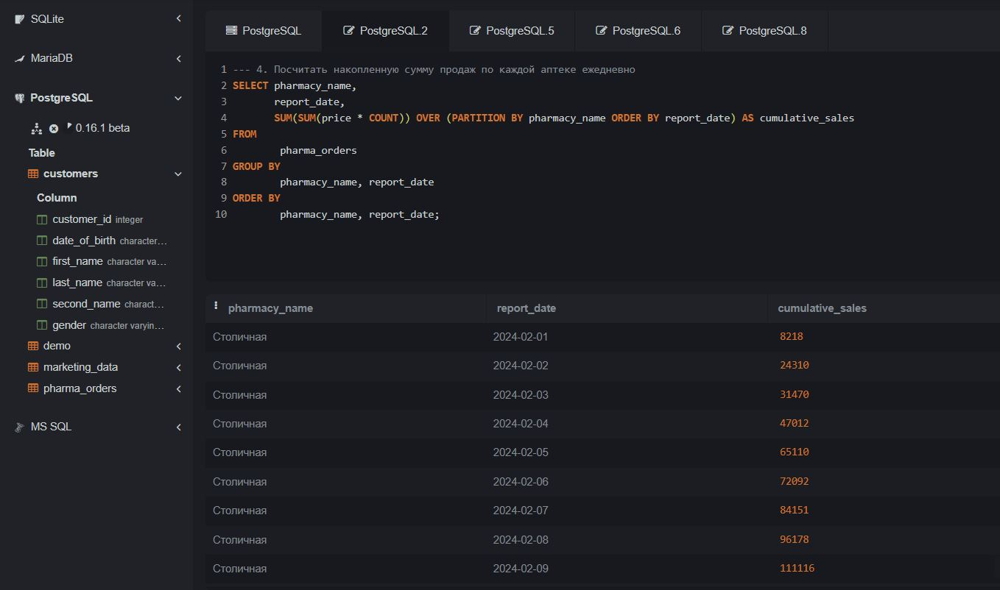 SQLite
MariaDB
PostgreSQL
0.16.1 beta
Table
customers
Column
customer_id integer
date_of_birth character...
first_name character va...
last_name character va...
second_name charact...
gender character varyin...
demo
marketing_data
pharma_orders
MS SQL
PostgreSQL PostgreSQL.2 PostgreSQL.5 PostgreSQL.6 PostgreSQL.8
1 --- 4. Посчитать накопленную сумму продаж по каждой аптеке ежедневно
2 SELECT pharmacy_name,
3 report_date,
4 SUM(SUM(price * COUNT)) OVER (PARTITION BY pharmacy_name ORDER BY report_date) AS cumulative_sales
5 FROM
6 pharma_orders
7 GROUP BY
8 pharmacy_name, report_date
9 ORDER BY
10 pharmacy_name, report_date;
pharmacy_name report_date cumulative_sales
Столичная 2024-02-01 8218
Столичная 2024-02-02 24310
Столичная 2024-02-03 31470
Столичная 2024-02-04 47012
Столичная 2024-02-05 65110
Столичная 2024-02-06 72092
Столичная 2024-02-07 84151
Столичная 2024-02-08 96178
Столичная 2024-02-09 111116